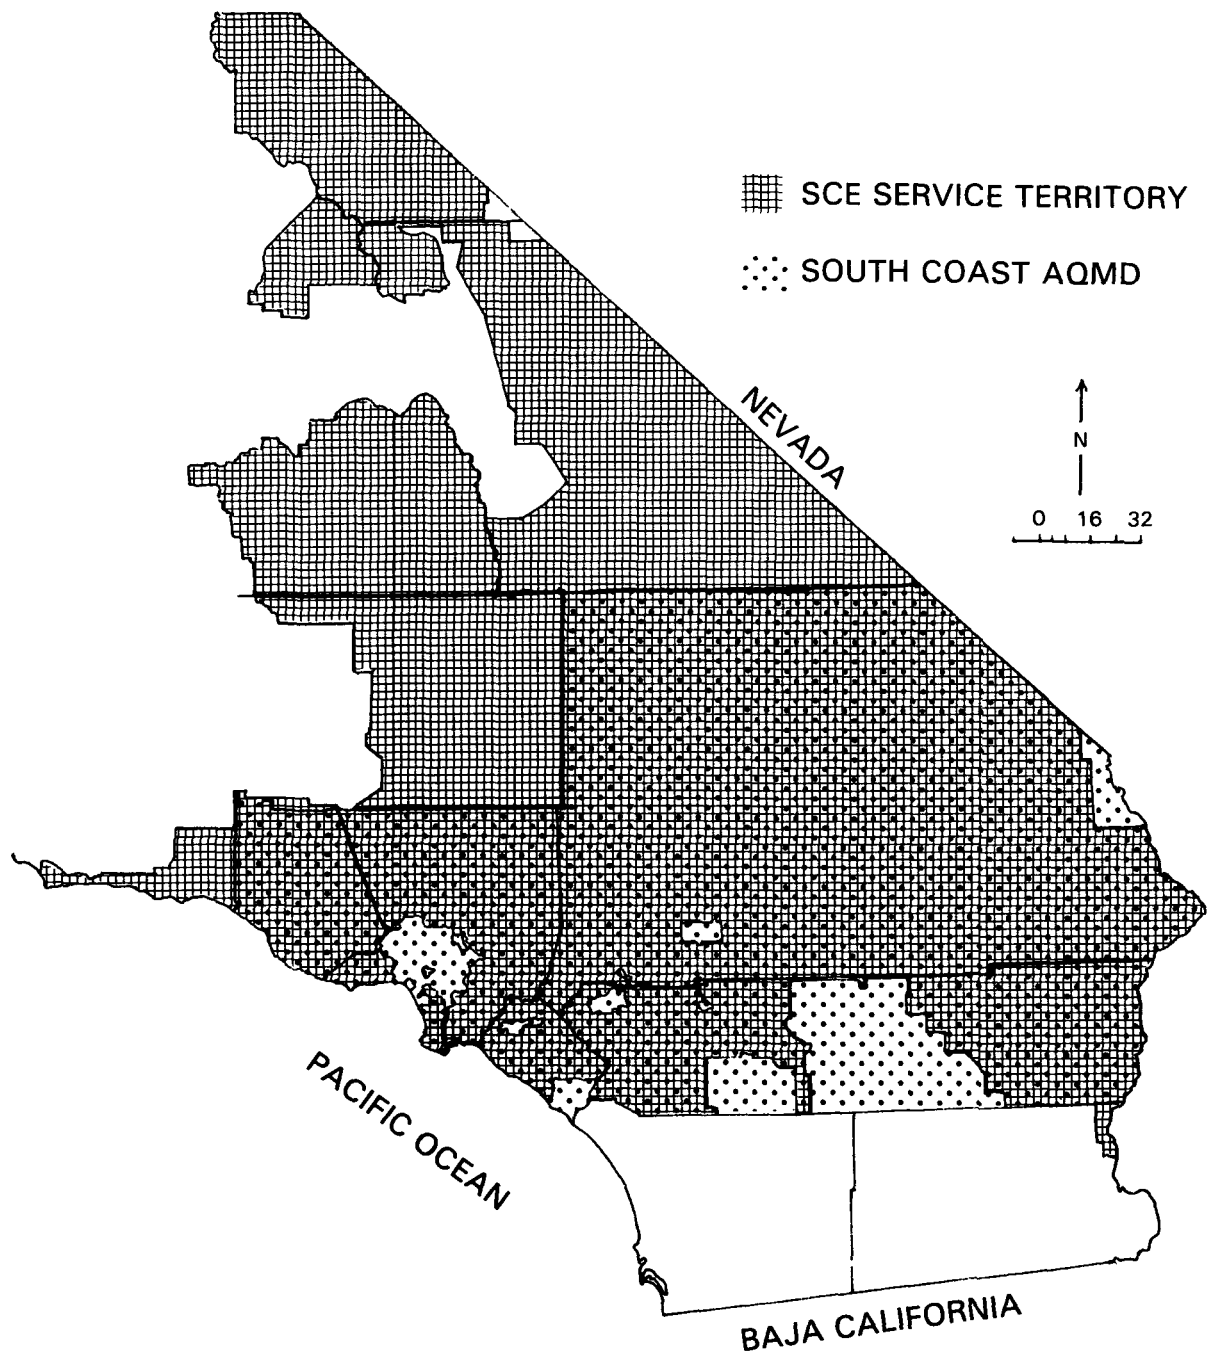 SCE SERVICE TERRITORY
SOUTH COAST AQMD
NEVADA
N
0 16 32
PACIFIC OCEAN
BAJA CALIFORNIA